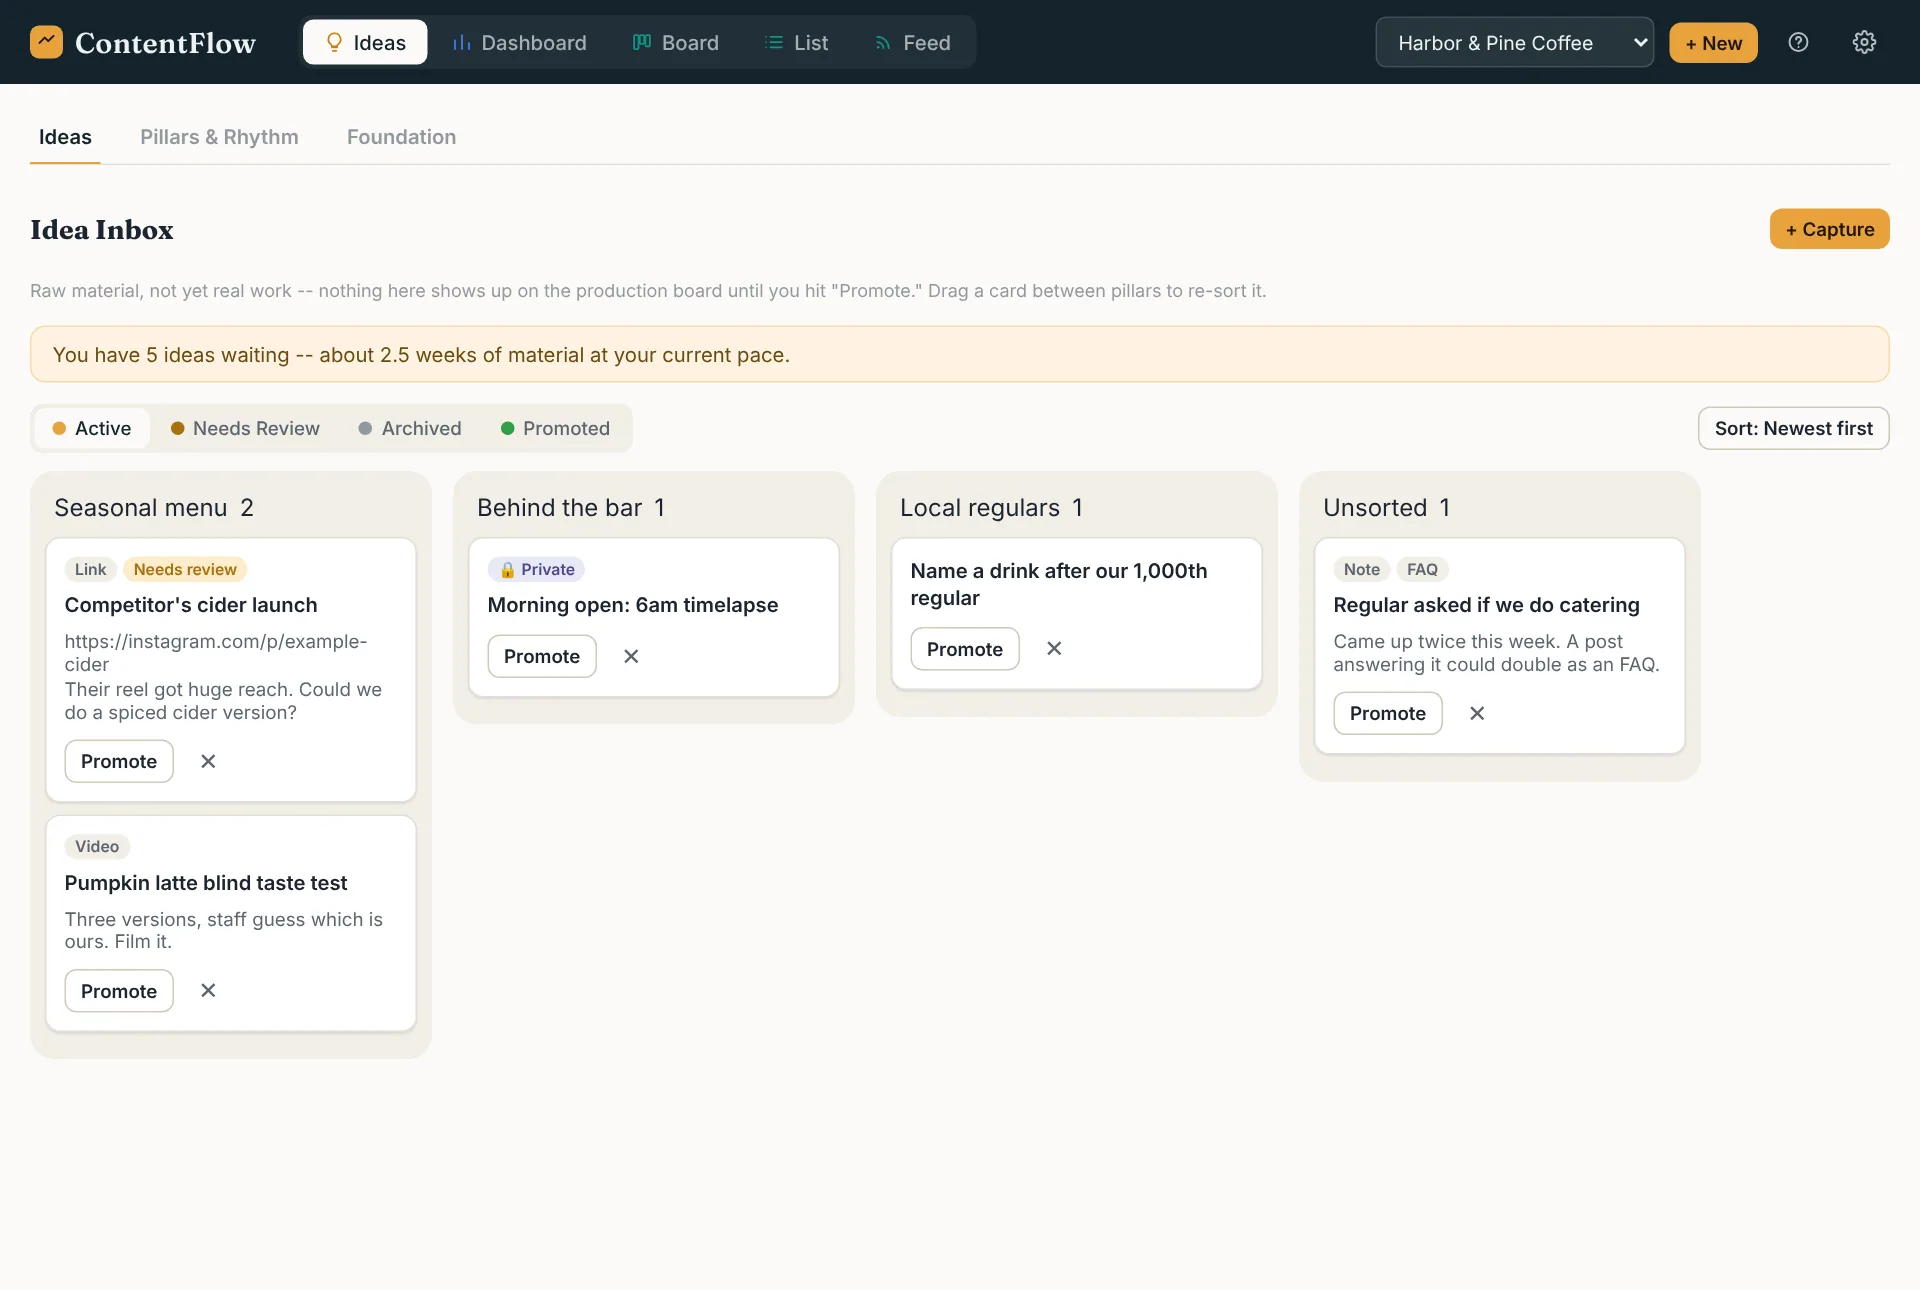 ContentFlow
Ideas
Dashboard
Board
List
Feed
Harbor & Pine Coffee
+ New
Ideas
Pillars & Rhythm
Foundation
Idea Inbox
+ Capture
Raw material, not yet real work -- nothing here shows up on the production board until you hit "Promote." Drag a card between pillars to re-sort it.
You have 5 ideas waiting -- about 2.5 weeks of material at your current pace.
Active
Needs Review
Archived
Promoted
Sort: Newest first
Seasonal menu 2
Link
Needs review
Competitor's cider launch
https://instagram.com/p/example-
cider
Their reel got huge reach. Could we
do a spiced cider version?
Promote
Video
Pumpkin latte blind taste test
Three versions, staff guess which is
ours. Film it.
Promote
Behind the bar 1
Private
Morning open: 6am timelapse
Promote
Local regulars 1
Name a drink after our 1,000th
regular
Promote
Unsorted 1
Note
FAQ
Regular asked if we do catering
Came up twice this week. A post
answering it could double as an FAQ.
Promote